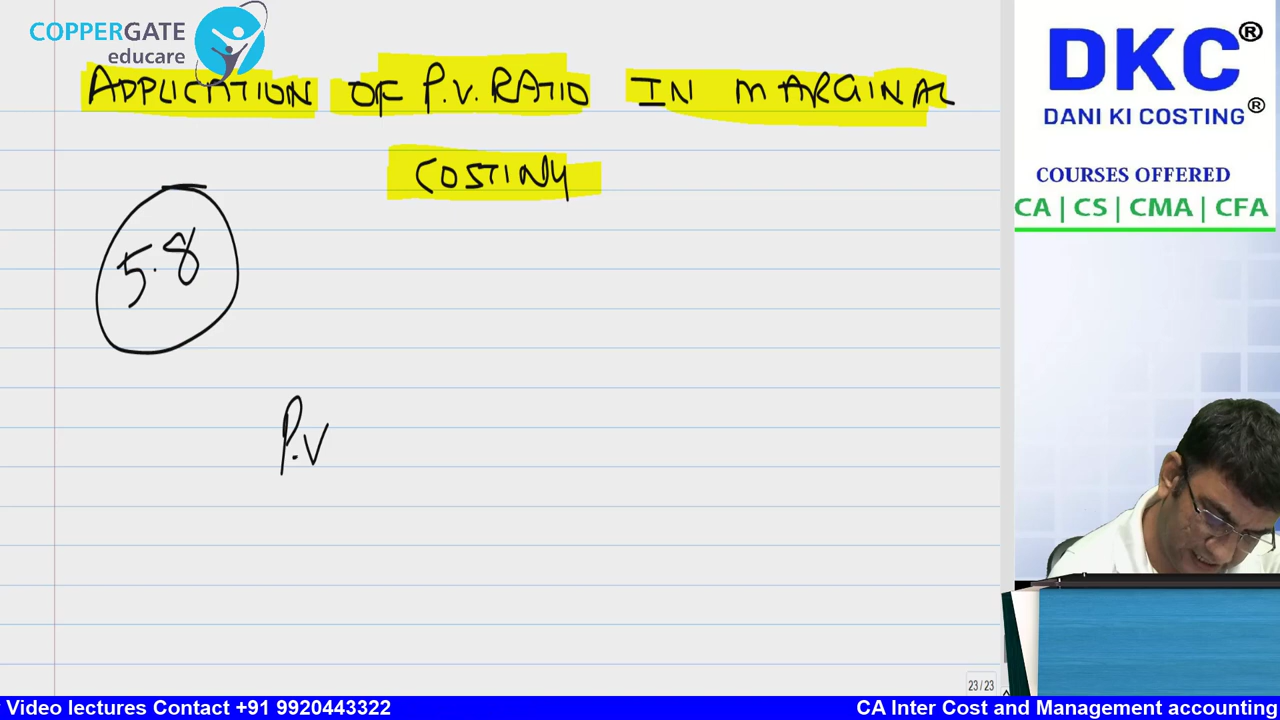 COPPERGATE
educare
APPLICATION OF P.V. RATIO IN MARGINAL
COSTING
5.8
P.V
DKC®
DANI KI COSTING®
COURSES OFFERED
CA | CS | CMA | CFA
23/23
Video lectures Contact +91 9920443322
CA Inter Cost and Management accounting